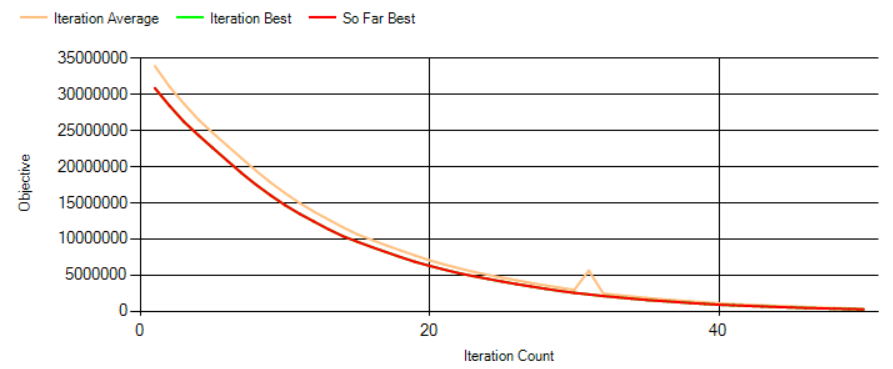 Iteration Average Iteration Best So Far Best
35000000
30000000
25000000
20000000
15000000
10000000
5000000
0
Objective
0 20 40
Iteration Count